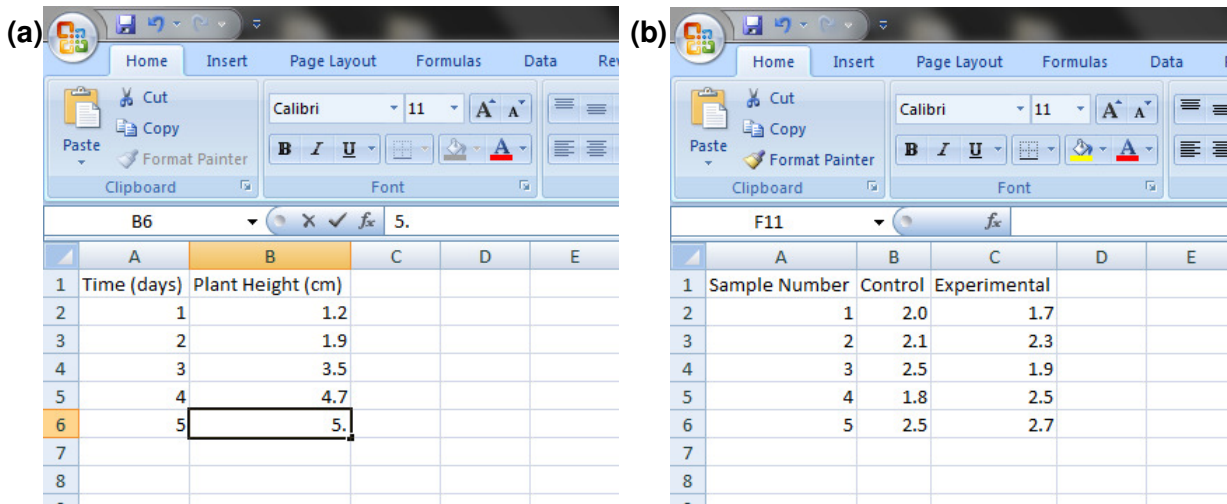 (a)
Home Insert Page Layout Formulas Data
Cut
Copy
Paste
Format Painter
Calibri 11 A A
B I U A
Clipboard Font
B6 fx 5.
A B C D E
1 Time (days) Plant Height (cm)
2 1 1.2
3 2 1.9
4 3 3.5
5 4 4.7
6 5 5.
7
8
(b)
Home Insert Page Layout Formulas Data
Cut
Copy
Paste
Format Painter
Calibri 11 A A
B I U A
Clipboard Font
F11 fx
A B C D E
1 Sample Number Control Experimental
2 1 2.0 1.7
3 2 2.1 2.3
4 3 2.5 1.9
5 4 1.8 2.5
6 5 2.5 2.7
7
8